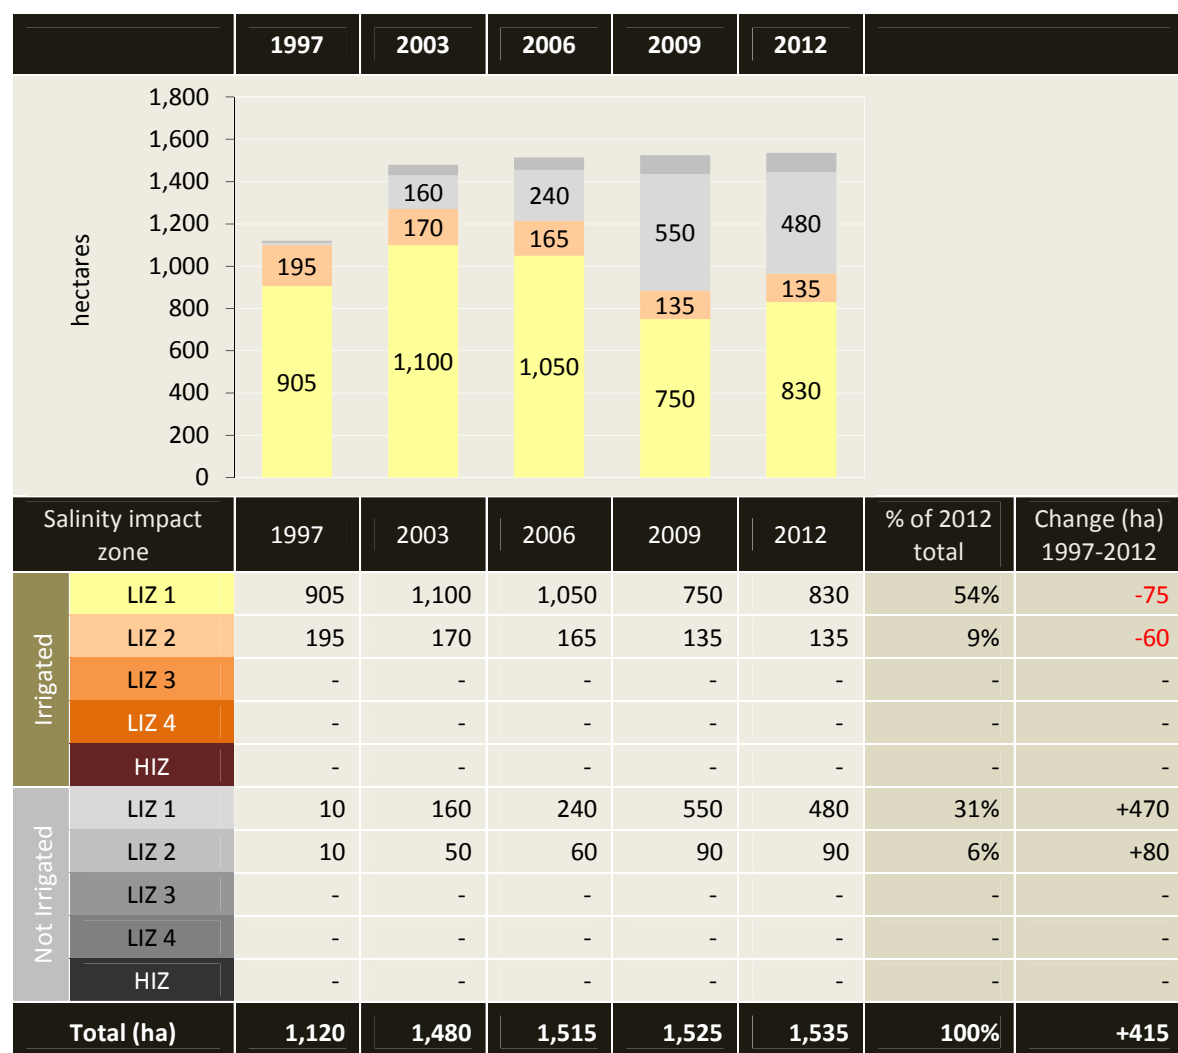 1997 2003 2006 2009 2012
1,800
1,600
1,400
1,200
1,000
800
600
400
200
0
hectares
160 240 550 480
195 170 165 135 135
905 1,100 1,050 750 830
Salinity impact zone 1997 2003 2006 2009 2012 % of 2012 total Change (ha) 1997-2012
Irrigated
LIZ 1 905 1,100 1,050 750 830 54% -75
LIZ 2 195 170 165 135 135 9% -60
LIZ 3 - - - - - - -
LIZ 4 - - - - - - -
HIZ - - - - - - -
Not Irrigated
LIZ 1 10 160 240 550 480 31% +470
LIZ 2 10 50 60 90 90 6% +80
LIZ 3 - - - - - - -
LIZ 4 - - - - - - -
HIZ - - - - - - -
Total (ha) 1,120 1,480 1,515 1,525 1,535 100% +415